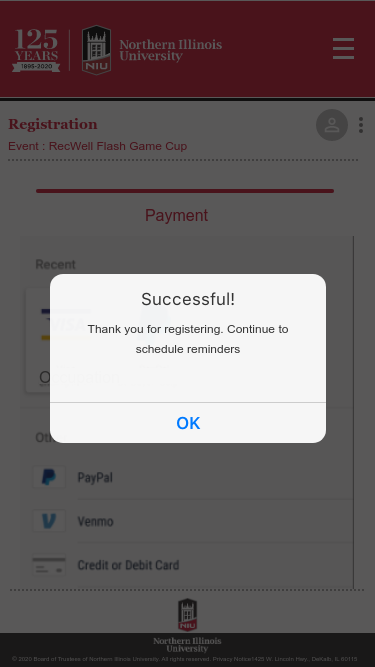 125
YEARS
1895-2020
NIU
Northern Illinois
University
Registration
Event : RecWell Flash Game Cup
Payment
Recent
Successful!
Thank you for registering. Continue to
schedule reminders
OK
PayPal
Venmo
Credit or Debit Card
NIU
Northern Illinois
University
© 2020 Board of Trustees of Northern Illinois University. All rights reserved. Privacy Notice1425 W. Lincoln Hwy., DeKalb, IL 60115